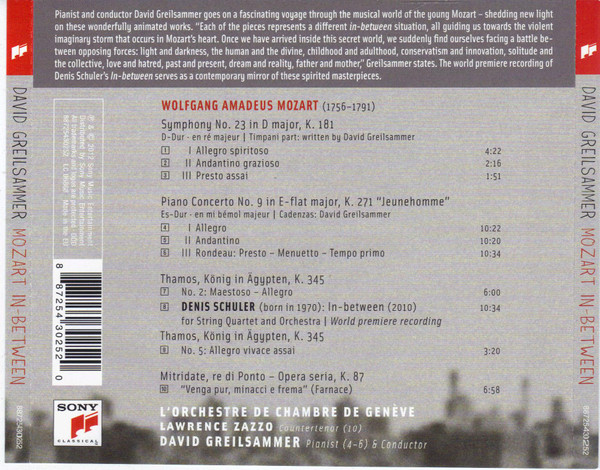 Pianist and conductor David Greilsammer goes on a fascinating voyage through the musical world of the young Mozart – shedding new light
on these wonderfully animated works. “Each of the pieces represents a different in-between situation, all guiding us towards the violent
imaginary storm that occurs in Mozart’s heart. Once we have arrived inside this secret world, we suddenly find ourselves facing a battle be-
tween opposing forces: light and darkness, the human and the divine, childhood and adulthood, conservatism and innovation, solitude and
the collective, love and hatred, past and present, dream and reality, father and mother,” Greilsammer states. The world premiere recording of
Denis Schuler’s In-between serves as a contemporary mirror of these spirited masterpieces.
WOLFGANG AMADEUS MOZART (1756–1791)
Symphony No. 23 in D major, K. 181
D-Dur · en ré majeur | Timpani part: written by David Greilsammer
1 I Allegro spiritoso 4:22
2 II Andantino grazioso 2:16
3 III Presto assai 1:51
Piano Concerto No. 9 in E-flat major, K. 271 “Jeunehomme”
Es-Dur · en mi bémol majeur | Cadenzas: David Greilsammer
4 I Allegro 10:22
5 II Andantino 10:20
6 III Rondeau: Presto – Menuetto – Tempo primo 10:34
Thamos, König in Ägypten, K. 345
7 No. 2: Maestoso – Allegro 6:00
8 DENIS SCHULER (born in 1970): In-between (2010) 10:34
for String Quartet and Orchestra | World premiere recording
Thamos, König in Ägypten, K. 345
9 No. 5: Allegro vivace assai 3:20
Mitridate, re di Ponto – Opera seria, K. 87
10 “Venga pur, minacci e frema” (Farnace) 6:58
L’ORCHESTRE DE CHAMBRE DE GENÈVE
LAWRENCE ZAZZO Countertenor (10)
DAVID GREILSAMMER Pianist (4–6) & Conductor
DAVID GREILSAMMER MOZART IN-BETWEEN
88725430252
DAVID GREILSAMMER MOZART IN-BETWEEN
88725430252
℗ & © 2012 Sony Music Entertainment
88725430252
8 87254 30252 0
SONY
CLASSICAL